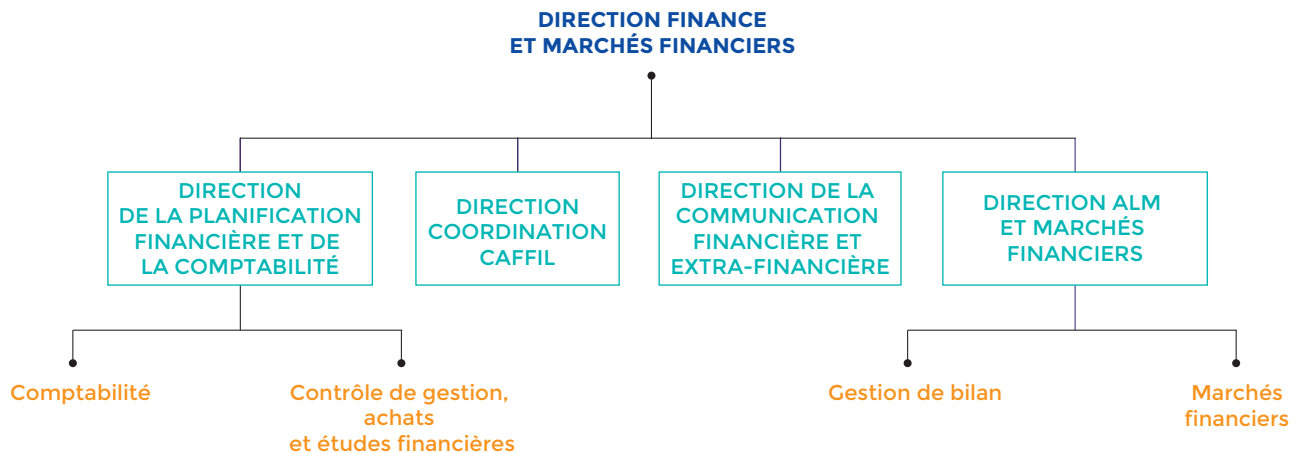 DIRECTION FINANCE
ET MARCHÉS FINANCIERS
DIRECTION
DE LA PLANIFICATION
FINANCIÈRE ET DE
LA COMPTABILITÉ
DIRECTION
COORDINATION
CAFFIL
DIRECTION DE LA
COMMUNICATION
FINANCIÈRE ET
EXTRA-FINANCIÈRE
DIRECTION ALM
ET MARCHÉS
FINANCIERS
Comptabilité
Contrôle de gestion,
achats
et études financières
Gestion de bilan
Marchés
financiers